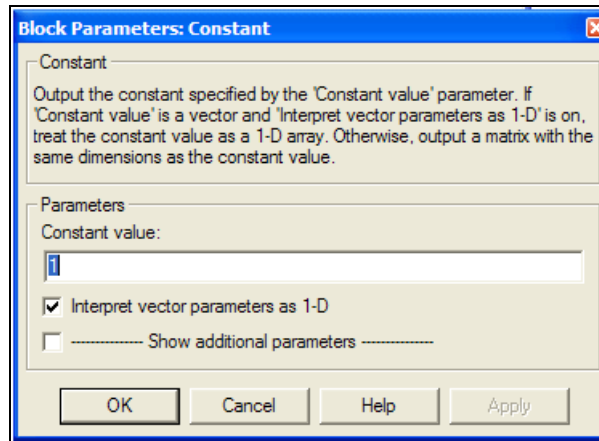 Block Parameters: Constant
Constant
Output the constant specified by the 'Constant value' parameter. If
'Constant value' is a vector and 'Interpret vector parameters as 1-D' is on,
treat the constant value as a 1-D array. Otherwise, output a matrix with the
same dimensions as the constant value.
Parameters
Constant value:
1
Interpret vector parameters as 1-D
--------------- Show additional parameters ---------------
OK Cancel Help Apply